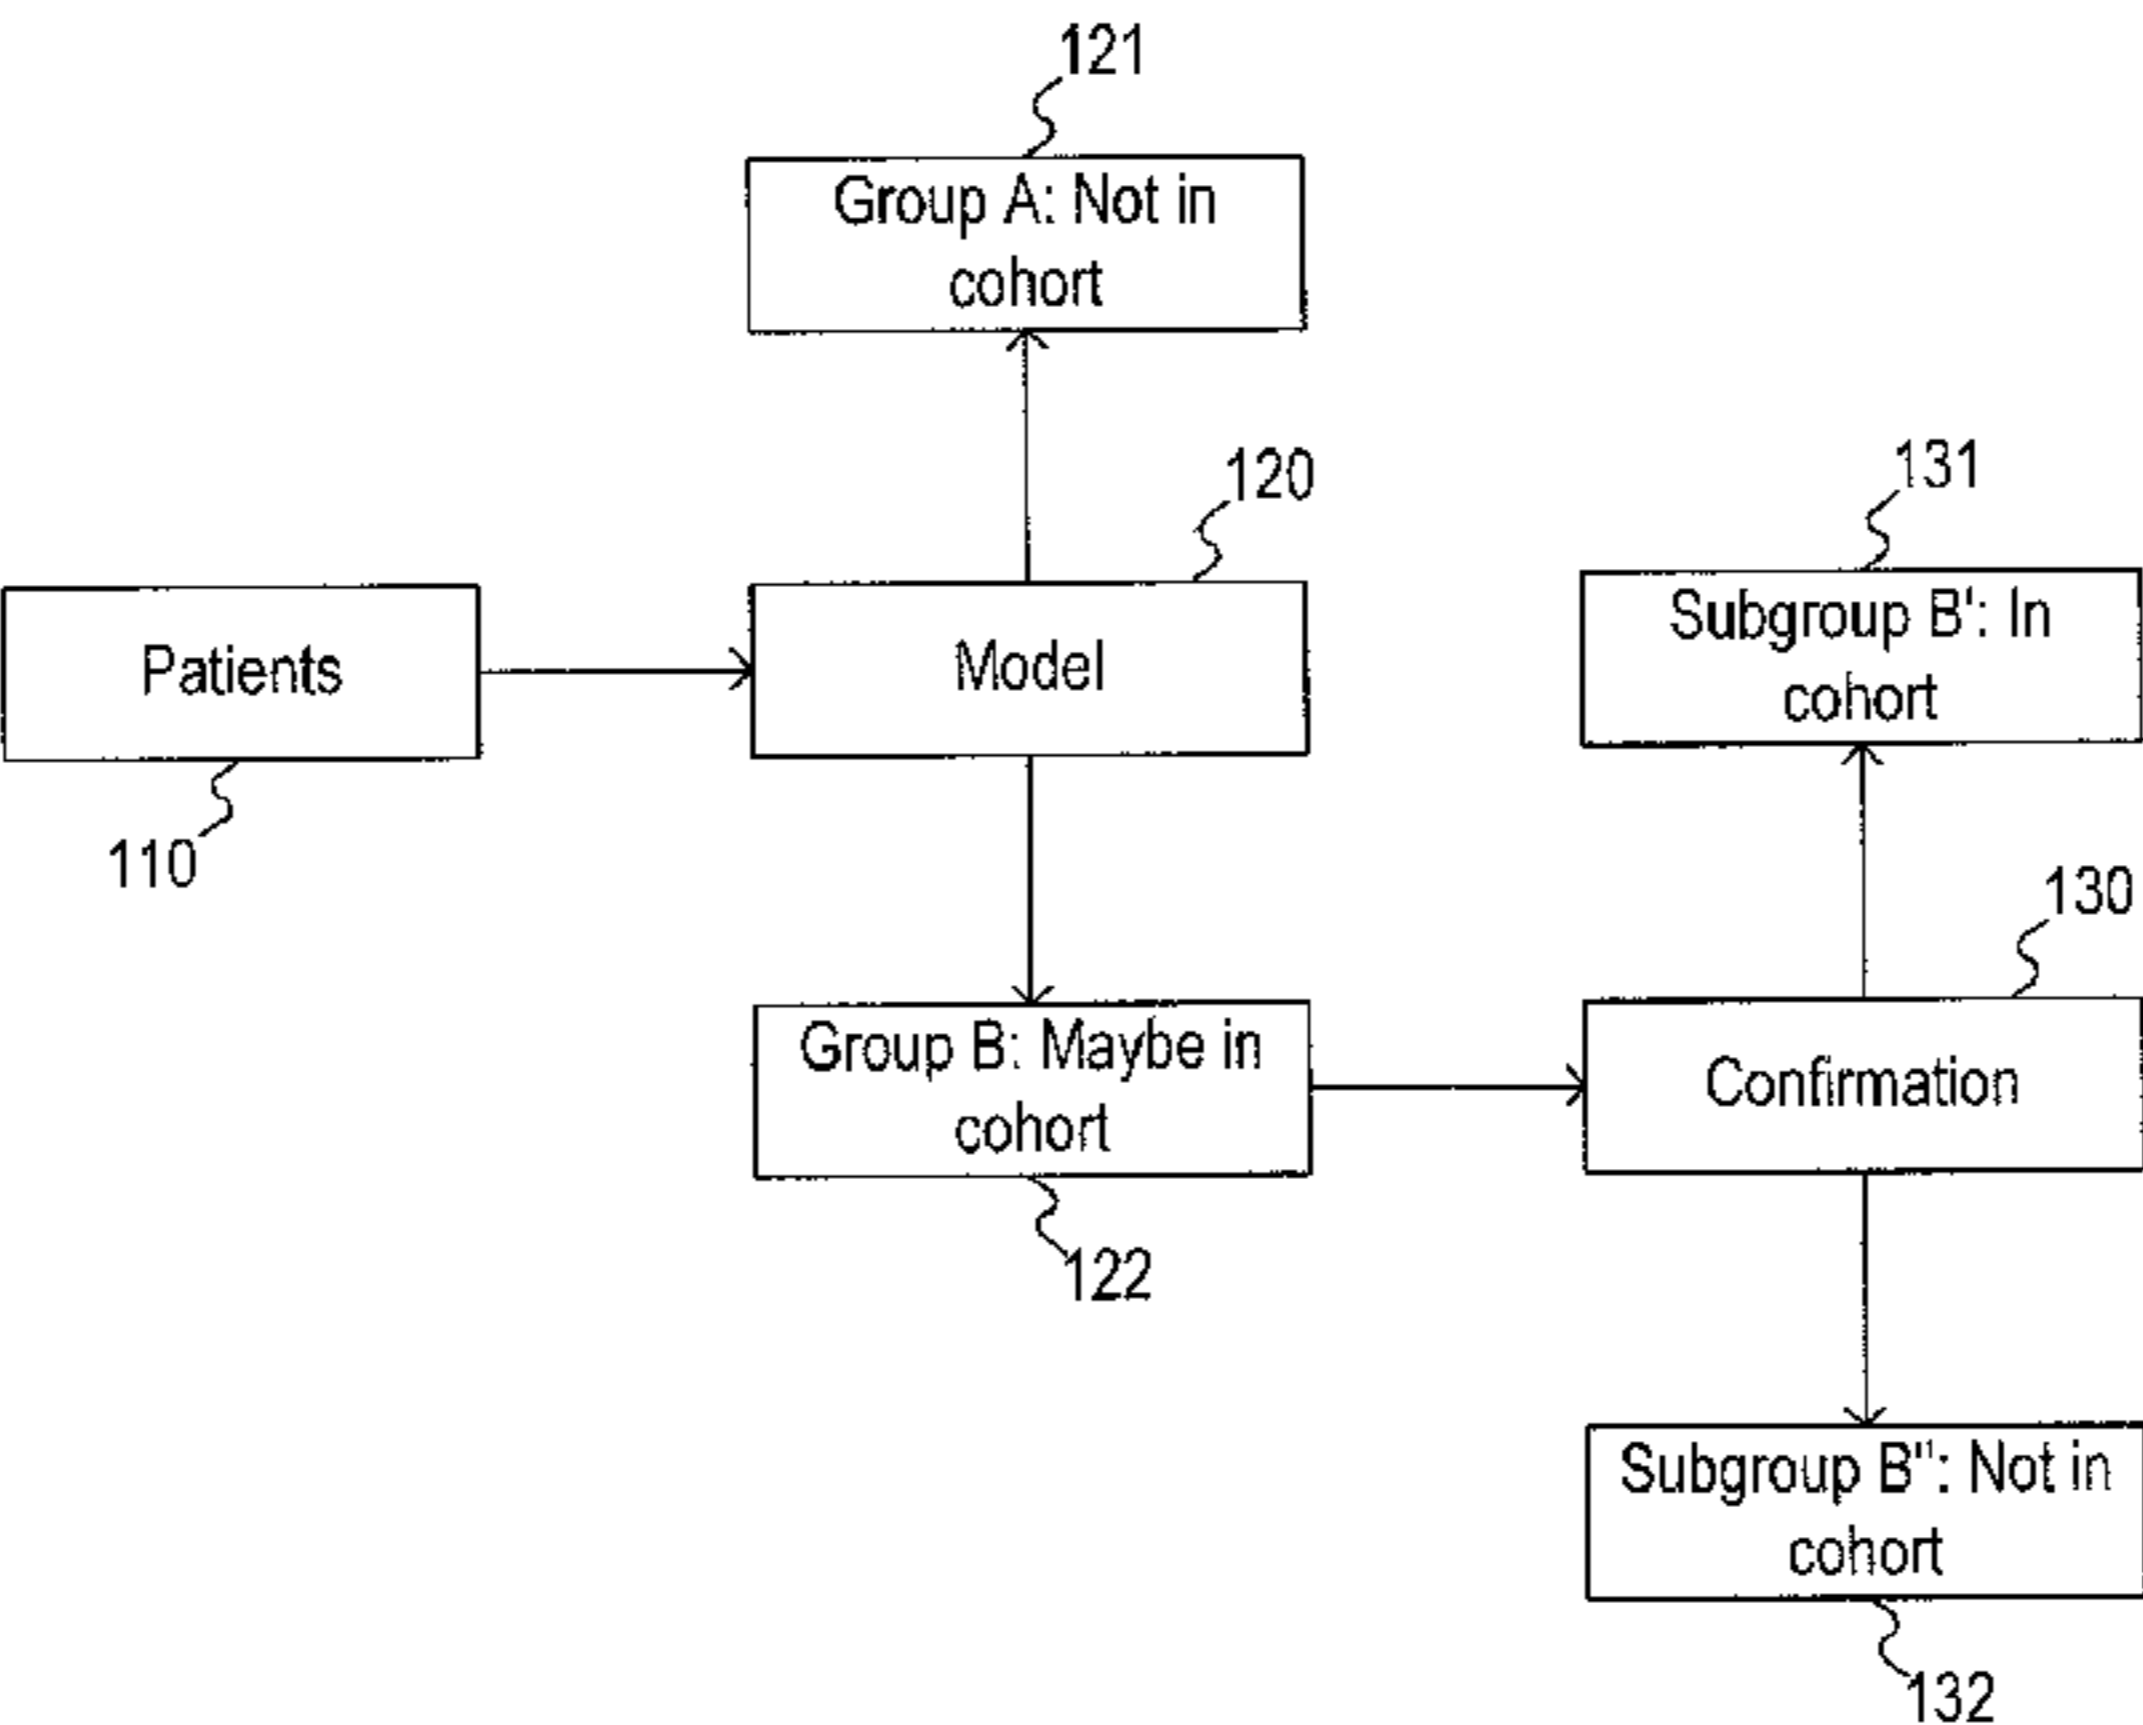 121
Group A: Not in
cohort
120
131
Patients
Model
Subgroup B': In
cohort
110
130
Group B: Maybe in
cohort
Confirmation
122
Subgroup B": Not in
cohort
132